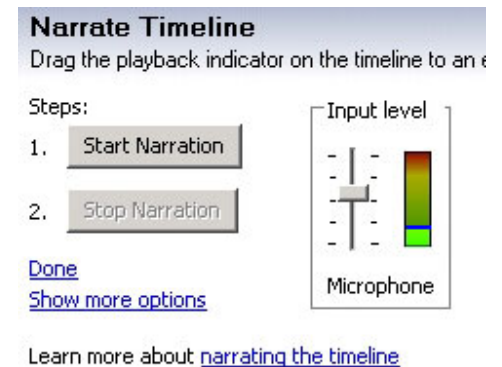 Narrate Timeline
Drag the playback indicator on the timeline to an e
Steps:
Input level
1. Start Narration
2. Stop Narration
Done
Microphone
Show more options
Learn more about narrating the timeline